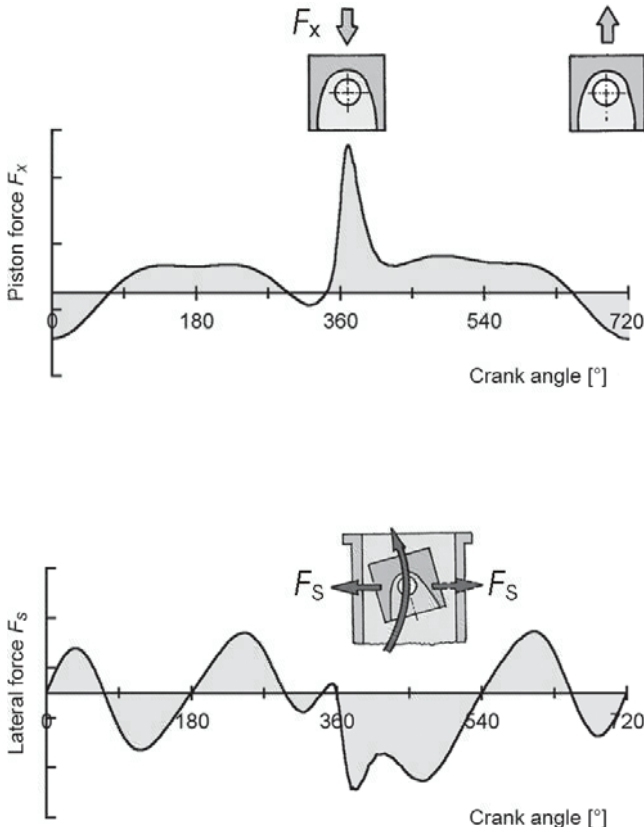 Fx
Piston force Fx
0 180 360 540 720
Crank angle [°]
FS FS
Lateral force Fs
0 180 360 540 720
Crank angle [°]